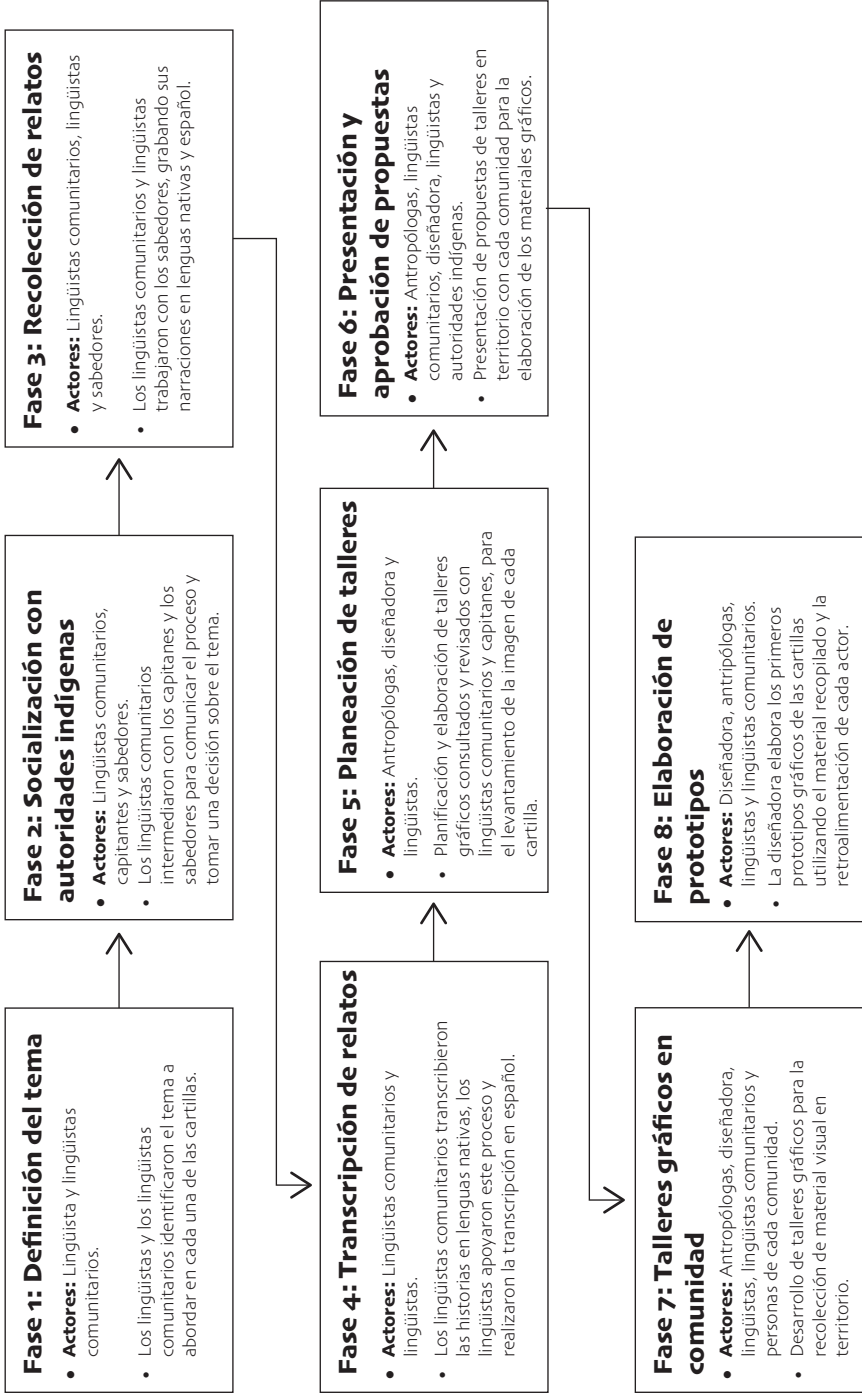 Fase 1: Definición del tema
• Actores: Lingüista y lingüistas
comunitarios.
• Los lingüistas y los lingüistas
comunitarios identificaron el tema a
abordar en cada una de las cartillas.
Fase 2: Socialización con
autoridades indígenas
• Actores: Lingüistas comunitarios,
capitantes y sabedores.
• Los lingüistas comunitarios
intermediaron con los capitanes y los
sabedores para comunicar el proceso y
tomar una decisión sobre el tema.
Fase 3: Recolección de relatos
• Actores: Lingüistas comunitarios, lingüistas
y sabedores.
• Los lingüistas comunitarios y lingüistas
trabajaron con los sabedores, grabando sus
narraciones en lenguas nativas y español.
Fase 4: Transcripción de relatos
• Actores: Lingüistas comunitarios y
lingüistas.
• Los lingüistas comunitarios transcribieron
las historias en lenguas nativas, los
lingüistas apoyaron este proceso y
realizaron la transcripción en español.
Fase 5: Planeación de talleres
• Actores: Antropólogas, diseñadora y
lingüistas.
• Planificación y elaboración de talleres
gráficos consultados y revisados con
lingüistas comunitarios y capitanes, para
el levantamiento de la imagen de cada
cartilla.
Fase 6: Presentación y
aprobación de propuestas
• Actores: Antropólogas, lingüistas
comunitarios, diseñadora, lingüistas y
autoridades indígenas.
• Presentación de propuestas de talleres en
territorio con cada comunidad para la
elaboración de los materiales gráficos.
Fase 7: Talleres gráficos en
comunidad
• Actores: Antropólogas, diseñadora,
lingüistas, lingüistas comunitarios y
personas de cada comunidad.
• Desarrollo de talleres gráficos para la
recolección de material visual en
territorio.
Fase 8: Elaboración de
prototipos
• Actores: Diseñadora, antripólogas,
lingüistas y lingüistas comunitarios.
• La diseñadora elabora los primeros
prototipos gráficos de las cartillas
utilizando el material recopilado y la
retroalimentación de cada actor.